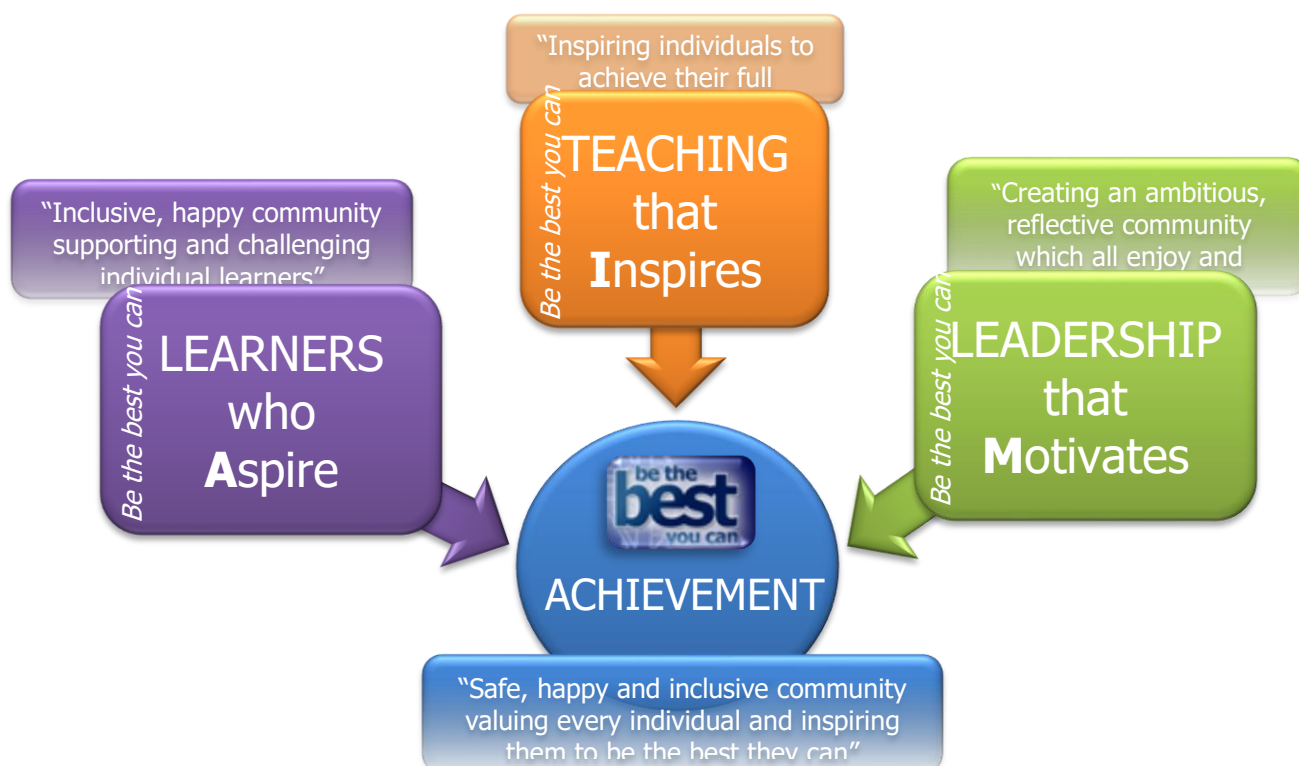 “Inspiring individuals to
achieve their full
Be the best you can
TEACHING
that
Inspires
“Inclusive, happy community
supporting and challenging
individual learners”
Be the best you can
LEARNERS
who
Aspire
“Creating an ambitious,
reflective community
which all enjoy and
Be the best you can
LEADERSHIP
that
Motivates
be the
best
you can
ACHIEVEMENT
“Safe, happy and inclusive community
valuing every individual and inspiring
them to be the best they can”